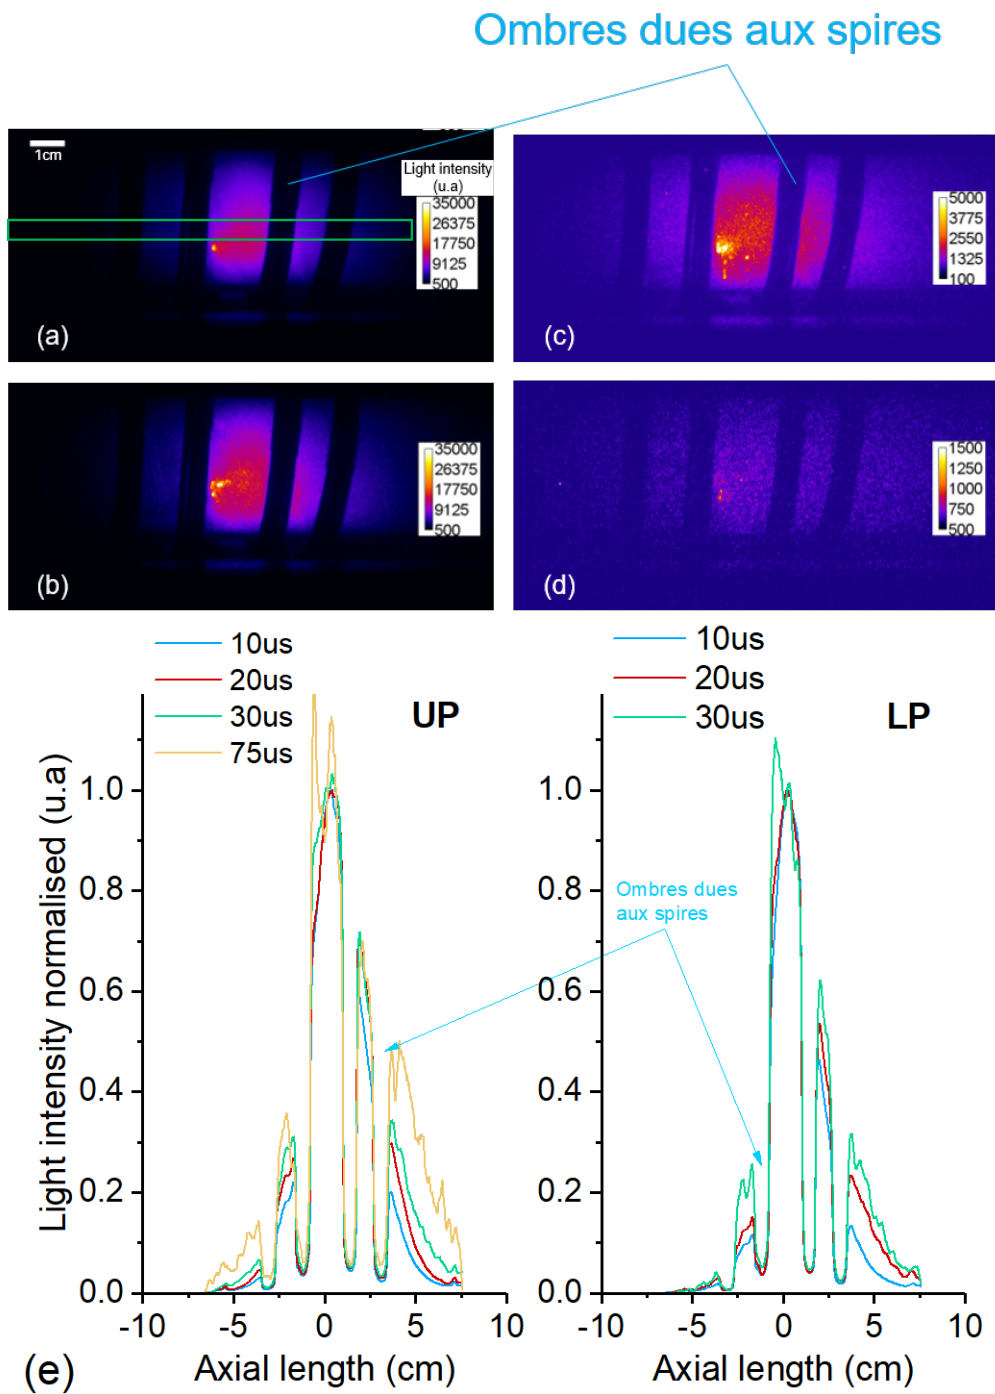 Ombres dues aux spires
1cm
Light intensity
(u.a)
35000
26375
17750
9125
500
(a)
5000
3775
2550
1325
100
(c)
35000
26375
17750
9125
500
(b)
1500
1250
1000
750
500
(d)
10us
20us
30us
75us
UP
Light intensity normalised (u.a)
1.0
0.8
0.6
0.4
0.2
0.0
-10
-5
0
5
10
Axial length (cm)
10us
20us
30us
LP
Ombres dues
aux spires
1.0
0.8
0.6
0.4
0.2
0.0
-10
-5
0
5
10
Axial length (cm)
(e)